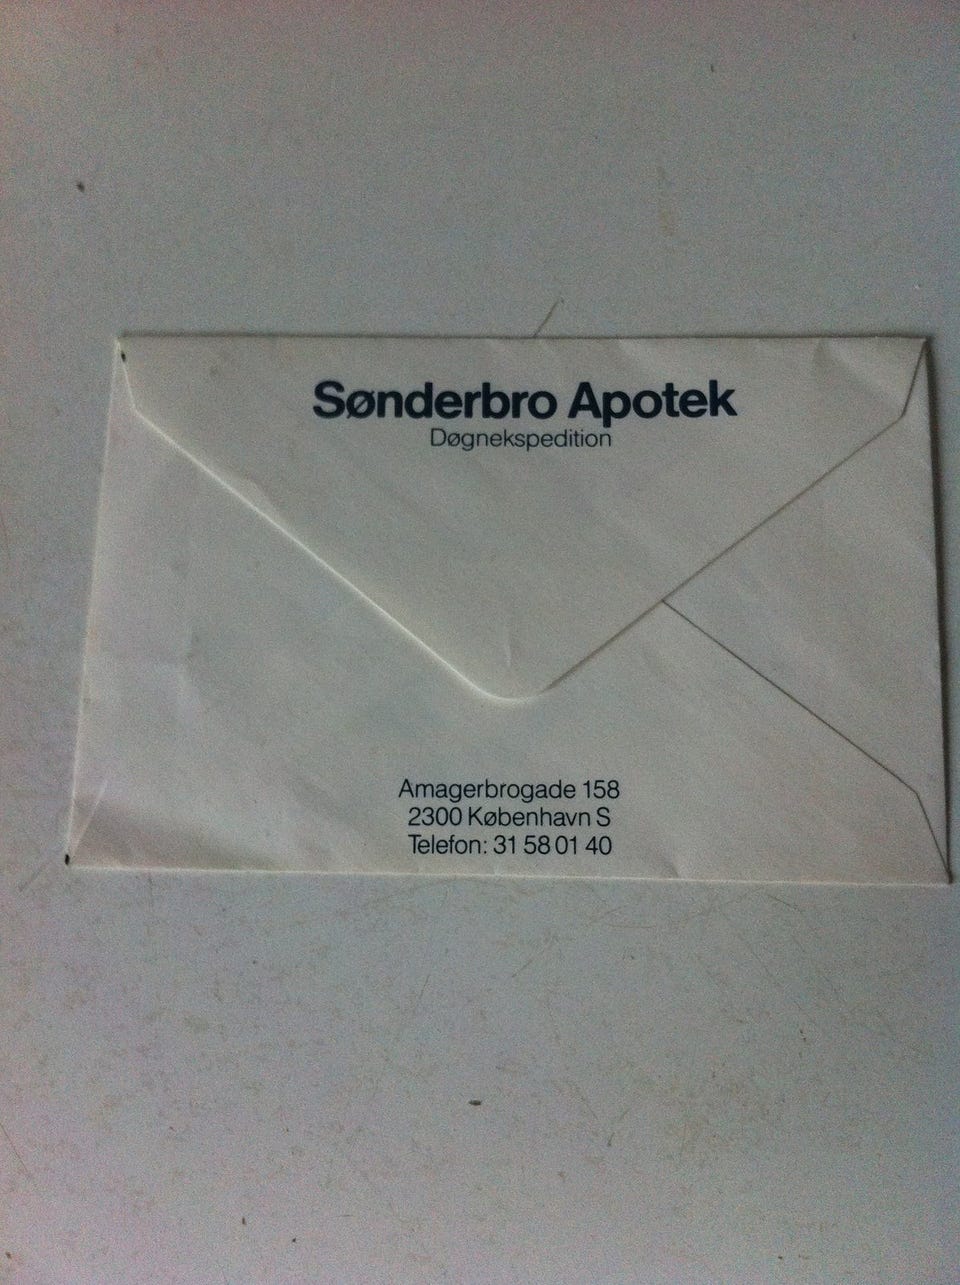 Sønderbro Apotek
Døgnekspedition
Amagerbrogade 158
2300 København S
Telefon: 31 58 01 40